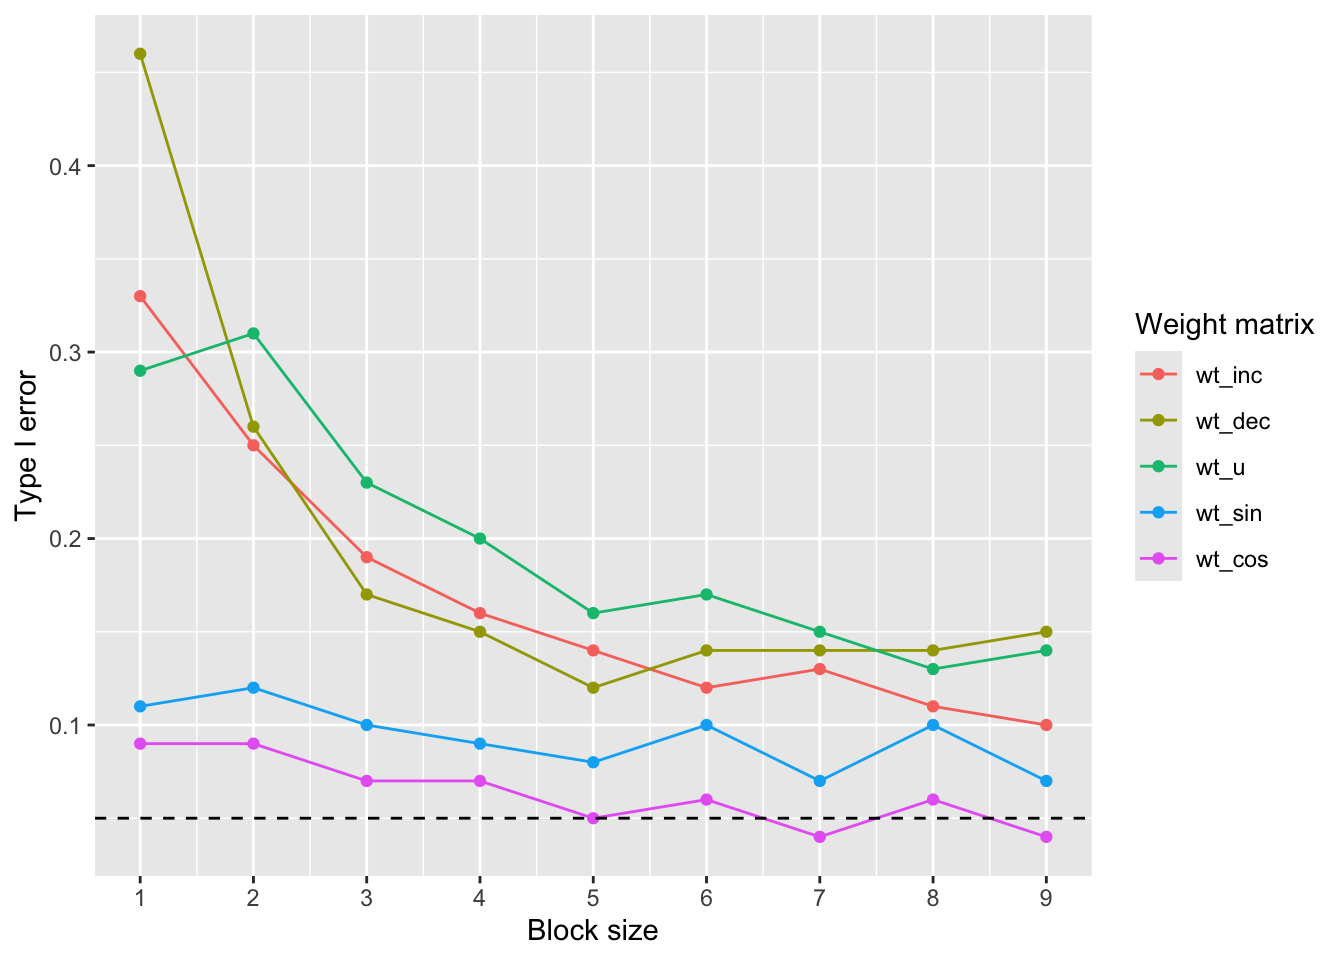 0.4
0.3
0.2
0.1
Type I error
1 2 3 4 5 6 7 8 9
Block size
Weight matrix
wt_inc
wt_dec
wt_u
wt_sin
wt_cos